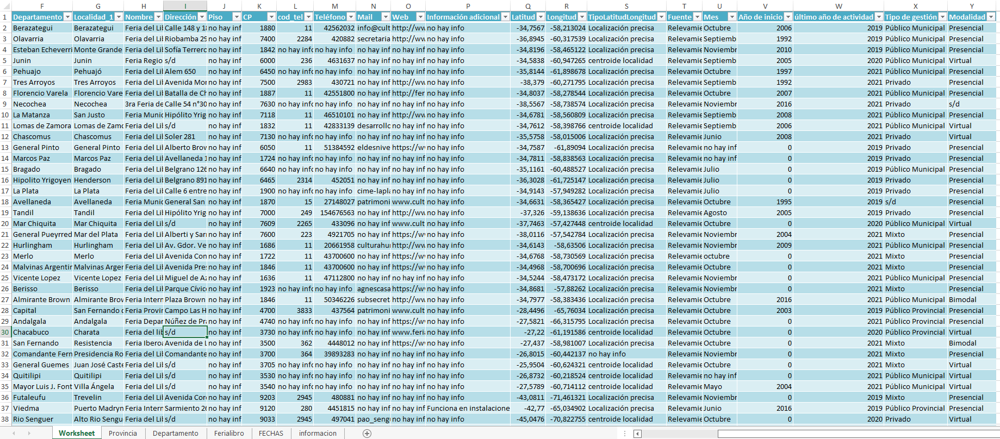 F G H I J K L M N O P Q R S T U V W X Y
1 Departamento Localidad_1 Nombre Dirección Piso CP cod_tel Teléfono Mail Web Información adicional Latitud Longitud TipoLatitudLongitud Fuente Mes Año de inicio último año de actividad Tipo de gestión Modalidad
2 Berazategui Berazategui Feria del Lil Calle 148 y 18 no hay inf 1880 11 42562032 info@cult http://ww no hay info -34,7567 -58,213024 Localización precisa Relevamie Octubre 2006 2019 Público Municipal Presencial
3 Olavarria Olavarria Feria del Lil Riobamba 29 no hay inf 7400 2284 420882 secretaria http://ww no hay info -36,8945 -60,317539 Localización precisa Relevamie Septiemb 1992 2019 Público Municipal Presencial
4 Esteban Echeverri Monte Grande Feria del Lil Sofía Terrero no hay inf 1842 no hay info no hay info no hay inf no hay inf no hay info -34,8196 -58,465122 Localización precisa Relevamie Noviembr 2010 2019 Público Municipal Presencial
5 Junin Junin Feria Regio s/d no hay inf 6000 236 4631637 no hay inf no hay inf no hay info -34,5838 -60,947265 centroide localidad Relevamie Septiemb 2005 2020 Público Municipal Virtual
6 Pehuajo Pehuajó Feria del Lil Alem 650 no hay inf 6450 no hay info no hay info no hay inf http://ww no hay info -35,8144 -61,898678 Localización precisa Relevamie Octubre 1997 2021 Público Municipal Presencial
7 Tres Arroyos Tres Arroyos Feria del Lil Avenida Mor no hay inf 7500 2983 430721 no hay inf http://ww no hay info -38,379 -60,271795 Localización precisa Relevamie Septiemb 1992 2021 Privado Presencial
8 Florencio Varela Florencio Vare Feria del Lil Batalla de Ch no hay inf 1887 11 42551800 no hay inf http://fer no hay info -34,8037 -58,278544 Localización precisa Relevamie Octubre 2007 2021 Público Municipal Presencial
9 Necochea Necochea 3ra Feria de Calle 54 n°30 no hay inf 7630 no hay info no hay info no hay inf no hay inf no hay info -38,5567 -58,738574 Localización precisa Relevamie Noviembr 2016 2021 Privado s/d
10 La Matanza San Justo Feria Munic Hipólito Yrig no hay inf 7118 11 46510101 no hay inf http://ww no hay info -34,6781 -58,560809 Localización precisa Relevamie Septiemb 2008 2021 Público Municipal Presencial
11 Lomas de Zamora Lomas de Zamo Feria del Lil s/d no hay inf 1832 11 42833139 desarrollo http://ww no hay info -34,7612 -58,398766 centroide localidad Relevamie Septiemb 2006 2021 Público Municipal Virtual
12 Chascomus Chascomus Feria del Lil Soler 281 no hay inf 7130 no hay info no hay info no hay inf no hay inf no hay info -35,5758 -58,015006 Localización precisa Relevamie Junio 2008 2021 Privado Virtual
13 General Pinto General Pinto Feria del Lil Alberto Brov no hay inf 6050 11 51384592 eldesnive https://w no hay info -34,7587 -61,89094 Localización precisa Relevamie no hay inf 0 2019 Privado Presencial
14 Marcos Paz Marcos Paz Feria del Lil Avellaneda 1 no hay inf 1724 no hay info no hay info no hay inf no hay inf no hay info -34,7811 -58,838563 Localización precisa Relevamie no hay inf 0 2019 Privado Presencial
15 Bragado Bragado Feria del Lil Belgrano 126 no hay inf 6640 no hay info no hay info no hay inf no hay inf no hay info -35,1161 -60,488527 Localización precisa Relevamie Julio 0 2019 Público Municipal Presencial
16 Hipolito Yrigoyen Henderson Feria del Lil Belgrano 891 no hay inf 6465 2314 452051 no hay inf no hay inf no hay info -36,3028 -61,725147 Localización precisa Relevamie Julio 0 2019 Privado Presencial
17 La Plata La Plata Feria del Lil Calle 6 entre no hay inf 1900 no hay info no hay info cime-lapl no hay inf no hay info -34,9143 -57,949282 Localización precisa Relevamie Julio 0 2019 Privado Presencial
18 Avellaneda Avellaneda Feria Munic General San no hay inf 1870 15 27148027 patrimoni www.cult no hay info -34,6631 -58,365427 Localización precisa Relevamie Octubre 1995 2019 s/d Presencial
19 Tandil Tandil Feria del Lil Hipólito Yrig no hay inf 7000 249 154676563 no hay inf http://ww no hay info -37,326 -59,138636 Localización precisa Relevamie Agosto 2005 2019 Privado Presencial
20 Mar Chiquita Mar Chiquita Feria del Lil s/d no hay inf 7609 2265 433096 no hay inf www.cult no hay info -37,7463 -57,427448 centroide localidad Relevamie Octubre 0 2020 Público Municipal Virtual
21 General Pueyrred Mar del Plata Feria del Lil Alberti y Sarı no hay inf 7600 223 4921705 no hay inf https://w no hay info -38,0116 -57,542784 Localización precisa Relevamie Noviembr 2004 2021 Mixto Presencial
22 Hurlingham Hurlingham Feria del Lil Av. Gdor. Ve no hay inf 1686 11 20661958 culturahu http://ww no hay info -34,6143 -58,63506 Localización precisa Relevamie Noviembr 2009 2021 Público Municipal Presencial
23 Merlo Merlo Feria del Lil Avenida Con no hay inf 1722 11 43700600 no hay inf https://w no hay info -34,6768 -58,730569 Localización precisa Relevamie octubre 0 2021 Mixto Presencial
24 Malvinas Argentin Malvinas Arger Feria del Lil Avenida Pres no hay inf 1846 11 43700600 no hay inf https://w no hay info -34,4968 -58,700696 Localización precisa Relevamie Octubre 0 2021 Mixto Presencial
25 Vicente Lopez Vicente Lopez Feria del Lil Miguel de Az no hay inf 1636 11 47112800 no hay inf no hay inf no hay info -34,5244 -58,473172 Localización precisa Relevamie Noviembr 0 2021 Público Municipal Presencial
26 Berisso Berisso Feria del Lil Parque Cívic no hay inf 1923 no hay info no hay info agnescasa no hay inf no hay info -34,8681 -57,88262 Localización precisa Relevamie Noviembr 0 2021 Mixto Presencial
27 Almirante Brown Almirante Brov Feria Interr Plaza Brown no hay inf 1846 11 50346226 subsecret http://ww no hay info -34,7977 -58,383436 Localización precisa Relevamie Octubre 2016 2021 Público Municipal Bimodal
28 Capital San Fernando d Feria Provir Campo Las H no hay inf 4700 3833 437564 patrimoni www.cult no hay info -28,4496 -65,76034 Localización precisa Relevamie Octubre 2003 2019 Público Provincial Presencial
29 Andalgala Andalgala Feria Depar Núñez de Pra no hay inf 4740 no hay info no hay info no hay inf https://w no hay info -27,5821 -66,315795 Localización precisa Relevamie Octubre 0 2021 Público Provincial Presencial
30 Chacabuco Charata Feria del lib s/d no hay inf 3730 no hay info no hay info no hay inf www.feria no hay info -27,22 -61,191586 centroide localidad Relevamie Octubre 0 2020 Público Provincial Virtual
31 San Fernando Resistencia Feria Iberoa Avenida de L no hay inf 3500 362 4448012 no hay inf https://w no hay info -27,437 -58,981007 Localización precisa Relevamie Octubre 0 2021 Mixto Bimodal
32 Comandante Fern Presidencia Ro Feria del Lil Comandante no hay inf 3700 364 39893283 no hay inf no hay inf no hay info -26,8015 -60,442137 no hay info Relevamie Noviembr 0 2021 Mixto Presencial
33 General Guemes Juan José Caste Feria del Lil s/d no hay inf 3705 no hay info no hay info no hay inf no hay inf no hay info -25,9504 -60,624321 centroide localidad Relevamie Octubre 0 2021 Mixto Virtual
34 Quitilipi Quitilipi Feria del Lil s/d no hay inf 3530 no hay info no hay info no hay inf no hay inf no hay info -26,8732 -60,218524 centroide localidad Relevamie no hay inf 0 2021 Público Municipal Virtual
35 Mayor Luis J. Font Villa Ángela Feria del Lil s/d no hay inf 3540 no hay info no hay info no hay inf no hay inf no hay info -27,5789 -60,714112 centroide localidad Relevamie Mayo 2004 2021 Público Municipal Virtual
36 Futaleufu Trevelin Feria del Lil Avenida Cor no hay inf 9203 2945 480881 no hay inf no hay inf no hay info -43,0811 -71,461321 Localización precisa Relevamie Noviembr 0 2019 Mixto Presencial
37 Viedma Puerto Madryn Feria Interr Sarmiento 26 no hay inf 9120 280 4451815 no hay inf no hay inf Funciona en instalacione -42,77 -65,034902 Localización precisa Relevamie Junio 2016 2019 Público Provincial Presencial
38 Rio Senguer Alto Rio Sengu Feria del Lil s/d no hay inf 9033 2945 497041 pao_seng no hay inf no hay info -45,0476 -70,822755 centroide localidad Relevamie Octubre 0 2020 Privado Virtual
Worksheet Provincia Departamento Ferialibro FECHAS informacion